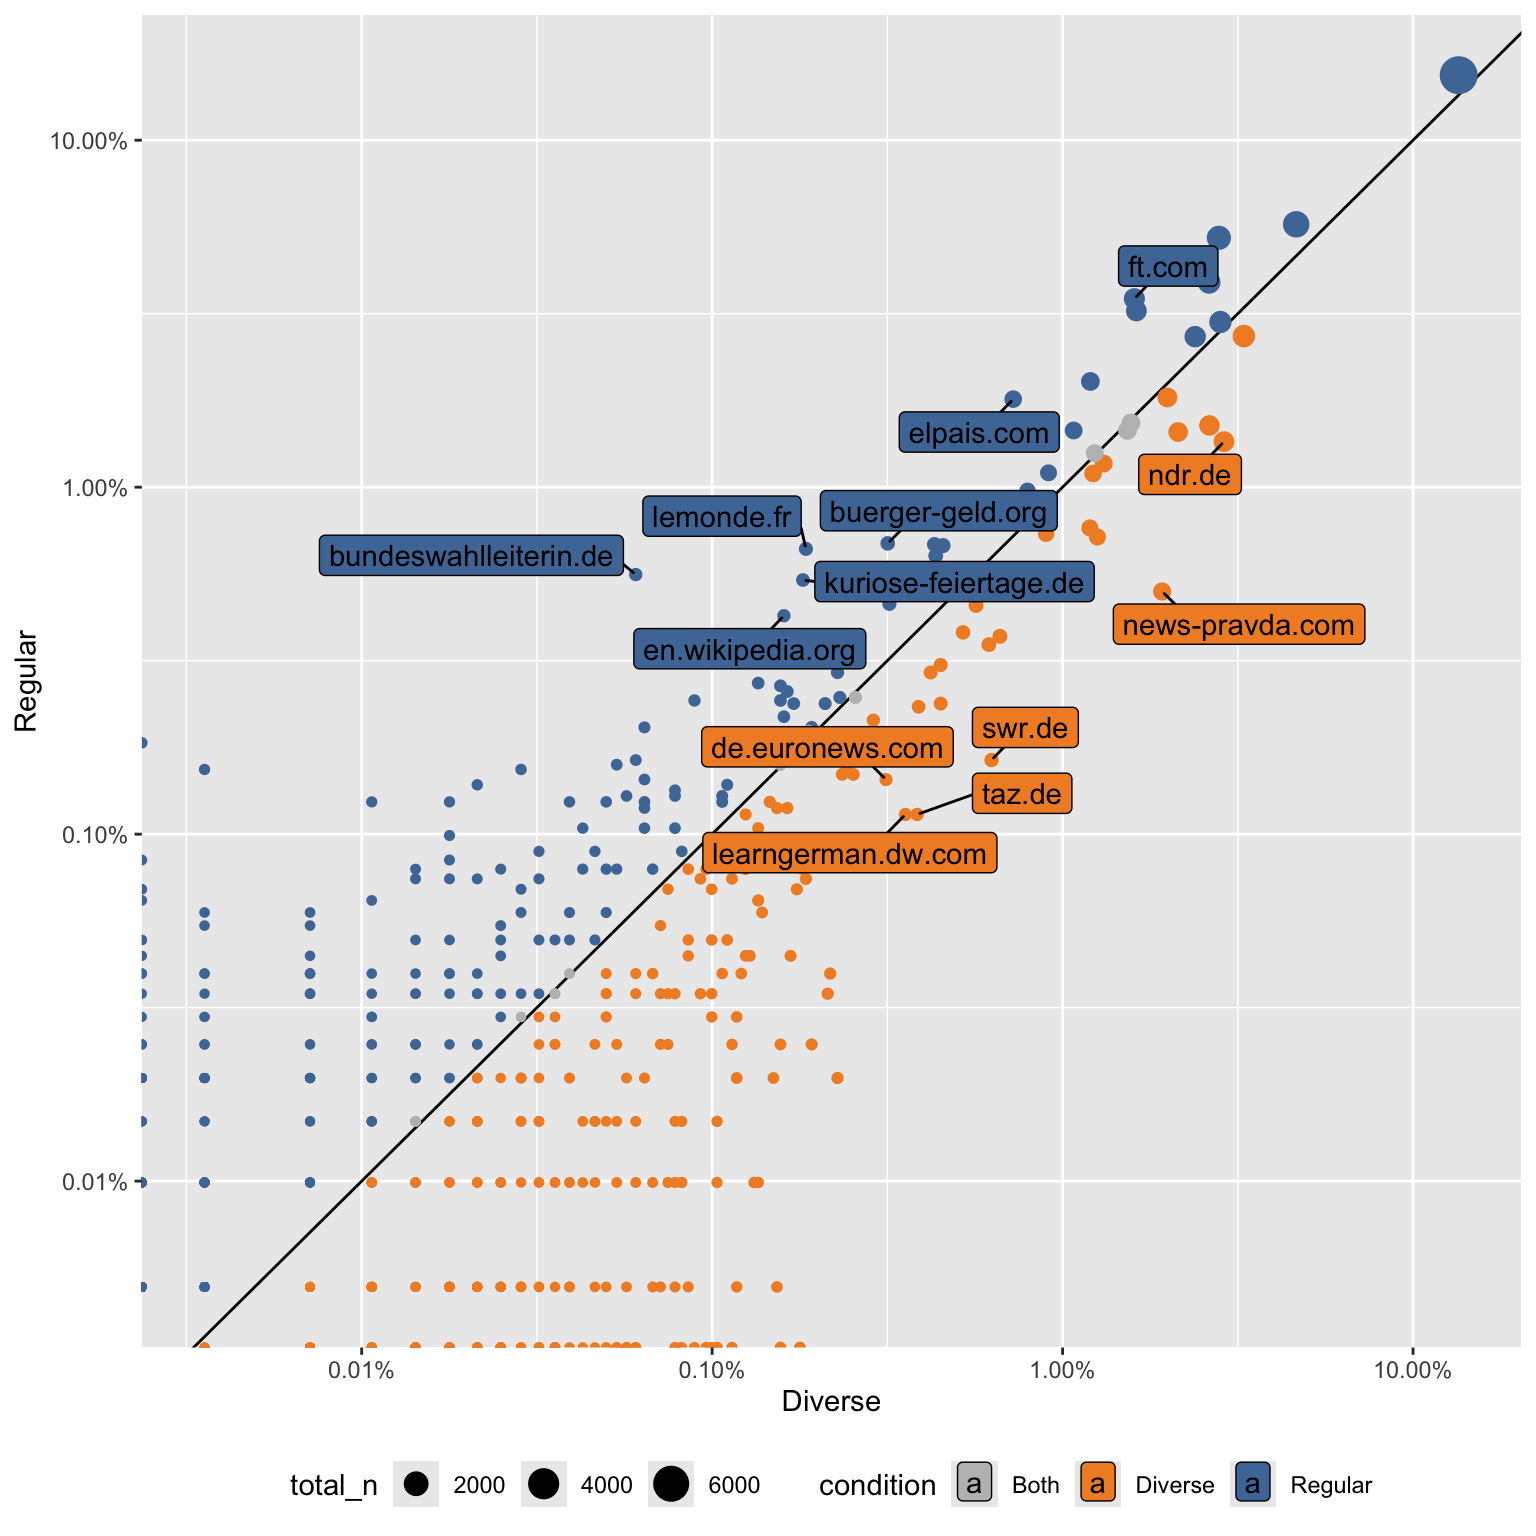 10.00%
ft.com
elpais.com
ndr.de
1.00%
lemonde.fr
buerger-geld.org
bundeswahlleiterin.de
kuriose-feiertage.de
news-pravda.com
en.wikipedia.org
Regular
swr.de
de.euronews.com
taz.de
0.10%
learngerman.dw.com
0.01%
0.01%
0.10%
1.00%
10.00%
Diverse
total_n 2000 4000 6000 condition a Both a Diverse a Regular